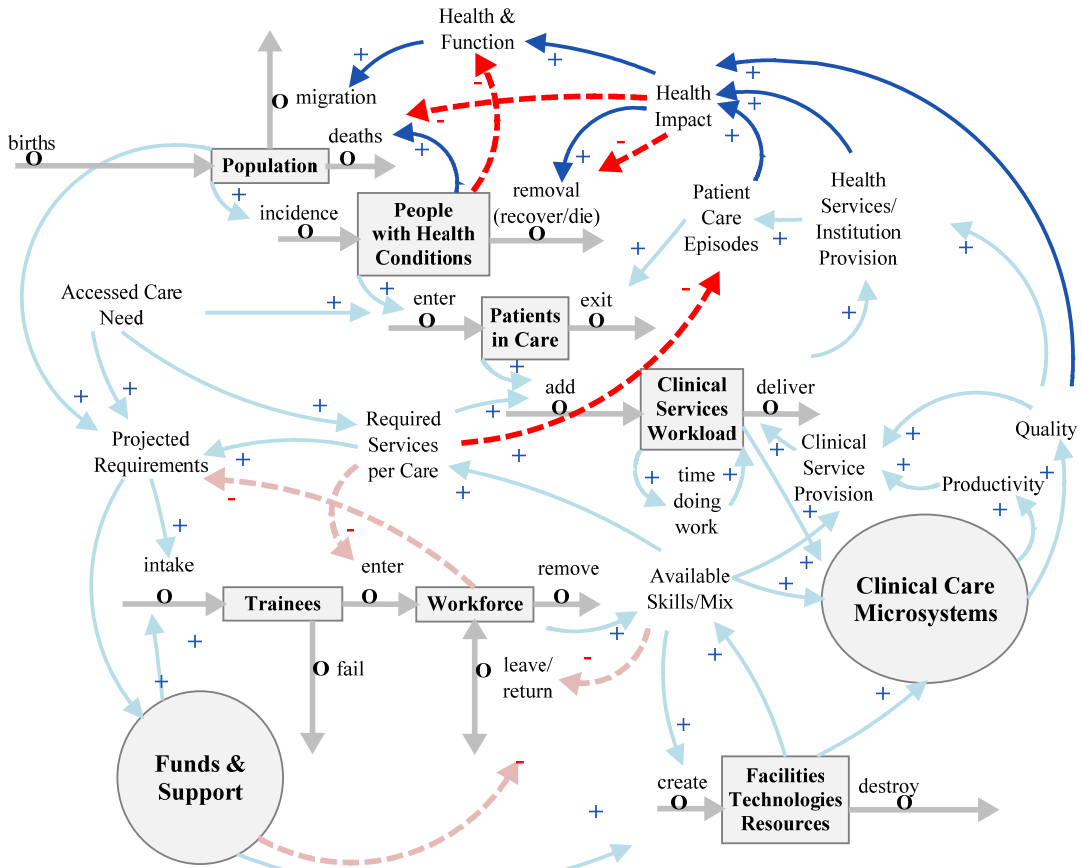 Health &
Function
migration
births
deaths
Population
Health
Impact
incidence
People
with Health
Conditions
removal
(recover/die)
Patient
Care
Episodes
Health
Services/
Institution
Provision
Accessed Care
Need
enter
Patients
in Care
exit
add
Clinical
Services
Workload
deliver
Projected
Requirements
Required
Services
per Care
time
doing
work
Clinical
Service
Provision
Quality
Productivity
intake
Trainees
enter
Workforce
remove
Available
Skills/Mix
Clinical Care
Microsystems
fail
leave/
return
Funds &
Support
create
Facilities
Technologies
Resources
destroy